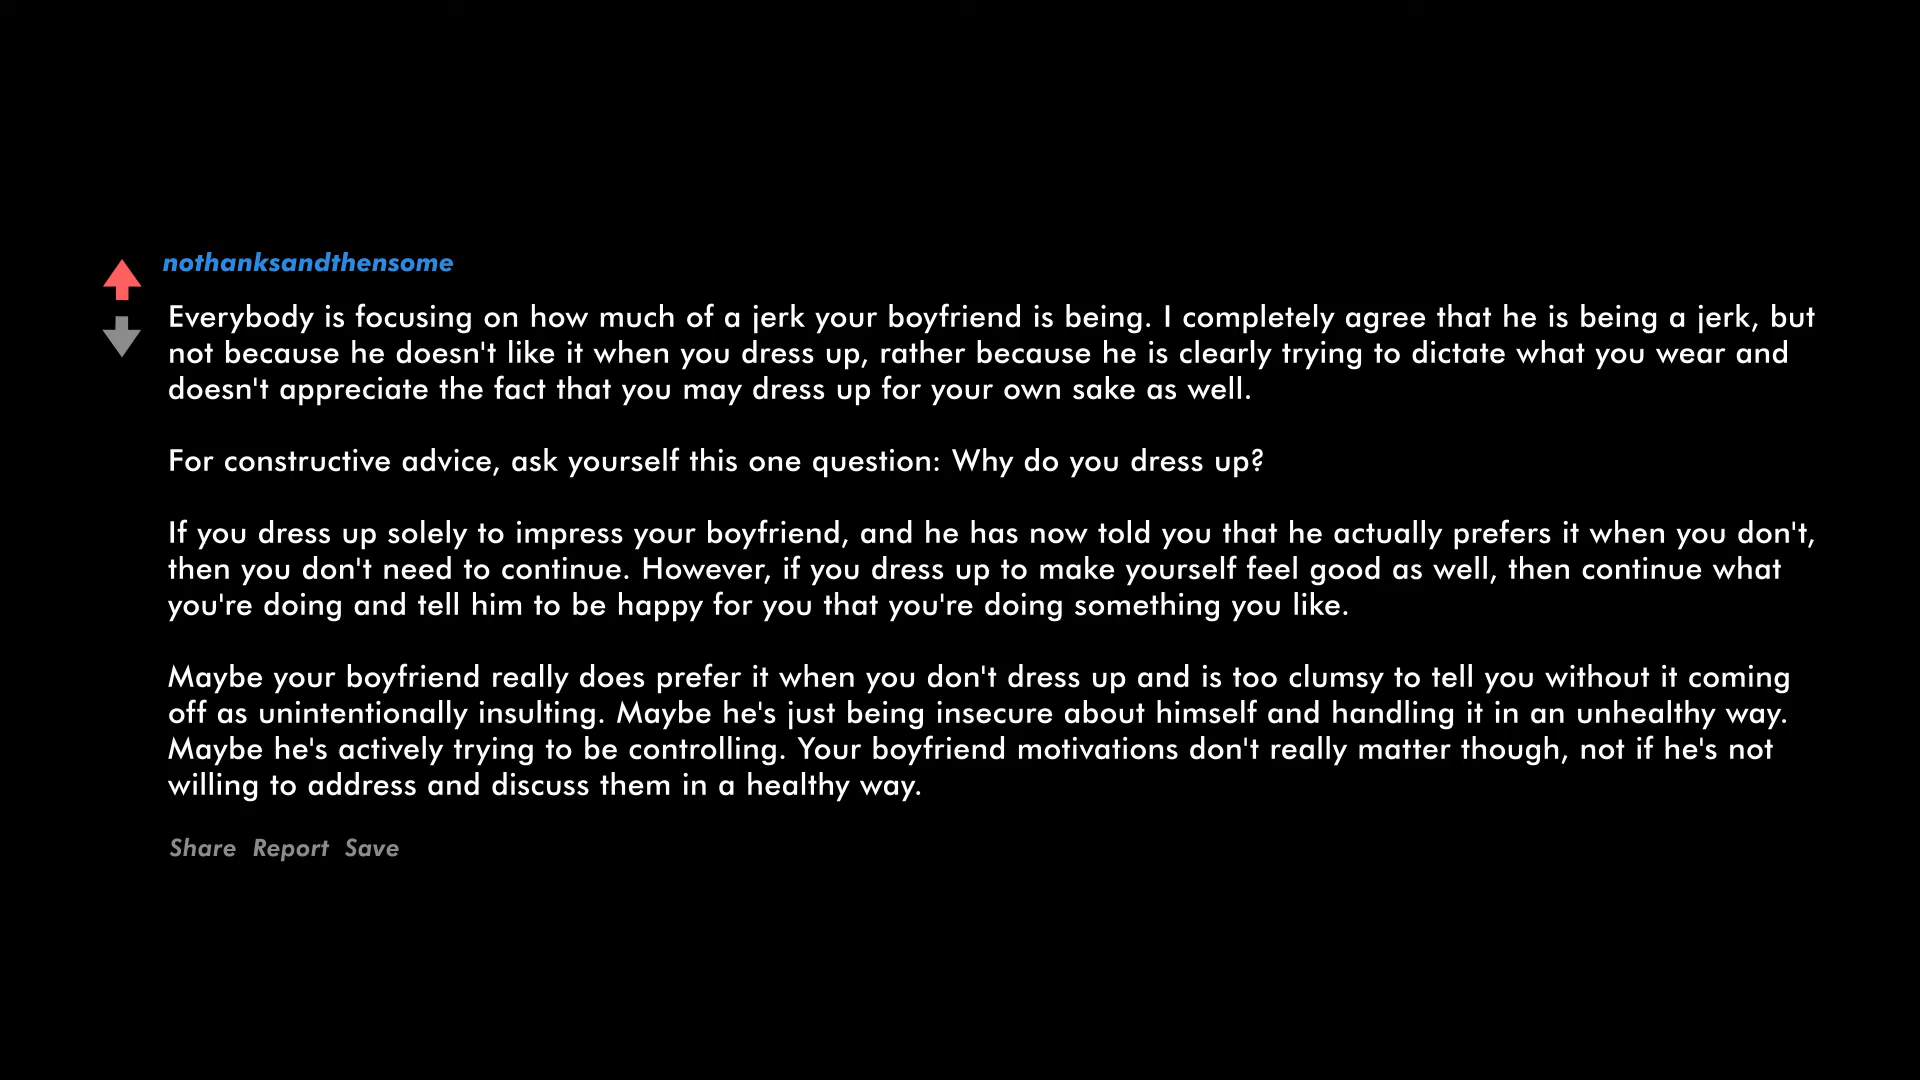 nothanksandthensome
Everybody is focusing on how much of a jerk your boyfriend is being. I completely agree that he is being a jerk, but
not because he doesn't like it when you dress up, rather because he is clearly trying to dictate what you wear and
doesn't appreciate the fact that you may dress up for your own sake as well.
For constructive advice, ask yourself this one question: Why do you dress up?
If you dress up solely to impress your boyfriend, and he has now told you that he actually prefers it when you don't,
then you don't need to continue. However, if you dress up to make yourself feel good as well, then continue what
you're doing and tell him to be happy for you that you're doing something you like.
Maybe your boyfriend really does prefer it when you don't dress up and is too clumsy to tell you without it coming
off as unintentionally insulting. Maybe he's just being insecure about himself and handling it in an unhealthy way.
Maybe he's actively trying to be controlling. Your boyfriend motivations don't really matter though, not if he's not
willing to address and discuss them in a healthy way.
Share Report Save